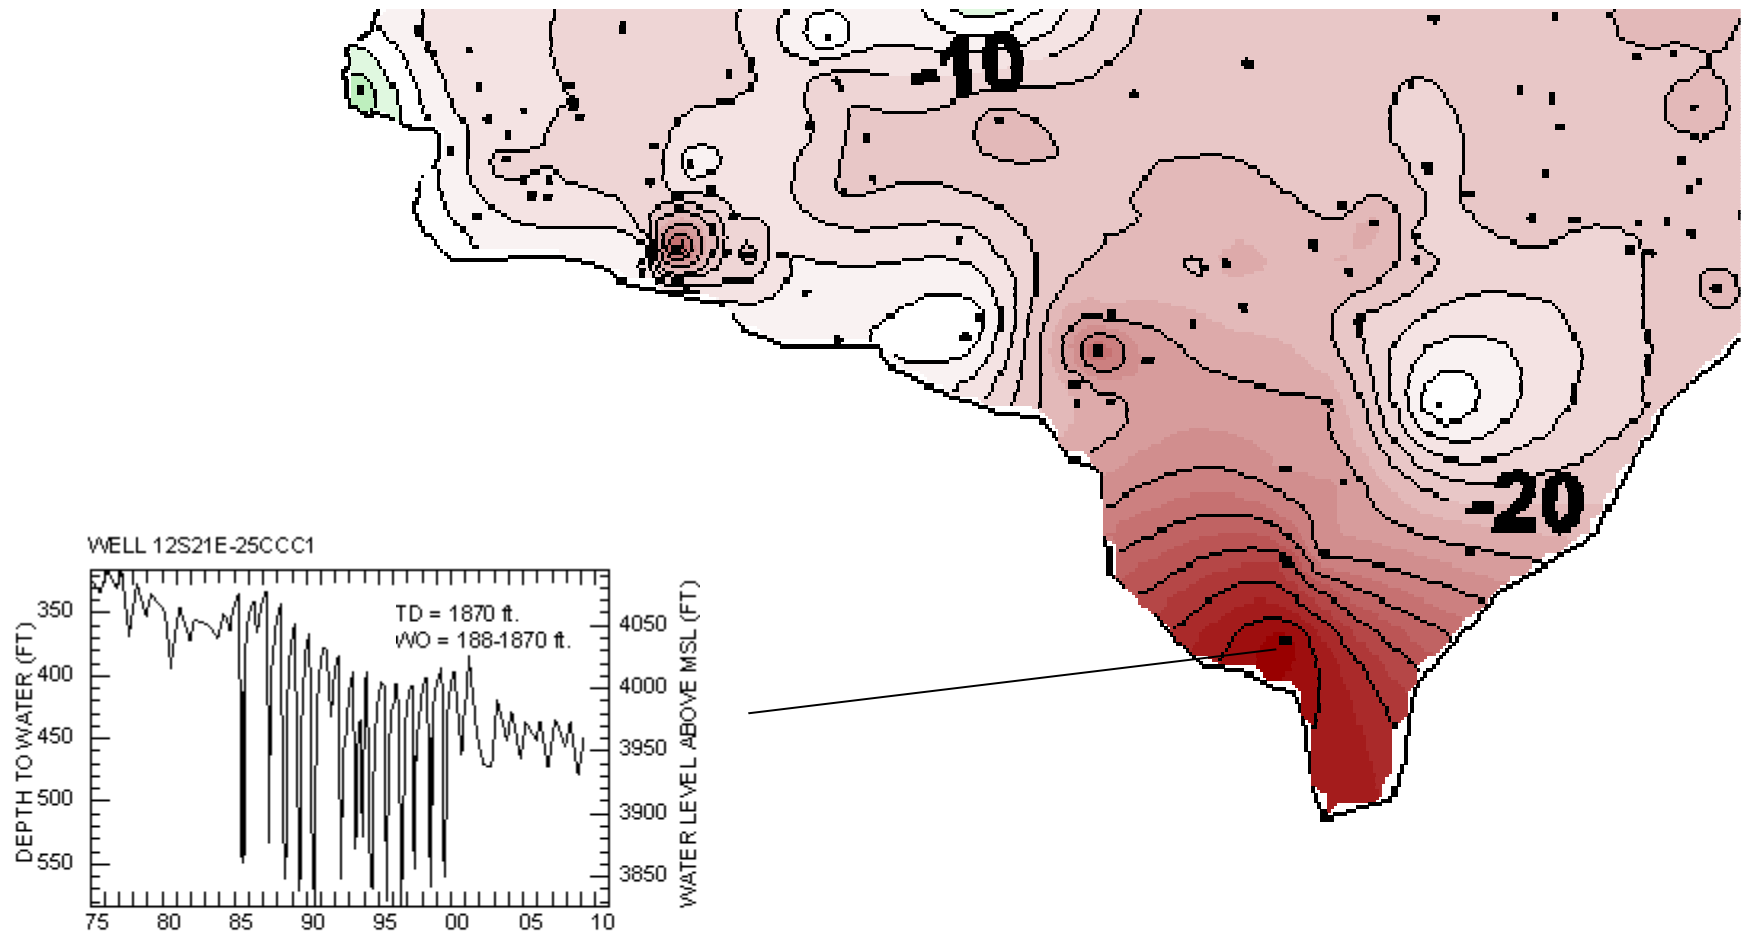 -10
-20
WELL 12S21E-25CCC1
TD = 1870 ft.
WO = 188-1870 ft.
DEPTH TO WATER (FT)
350
400
450
500
550
WATER LEVEL ABOVE MSL (FT)
4050
4000
3950
3900
3850
75 80 85 90 95 00 05 10